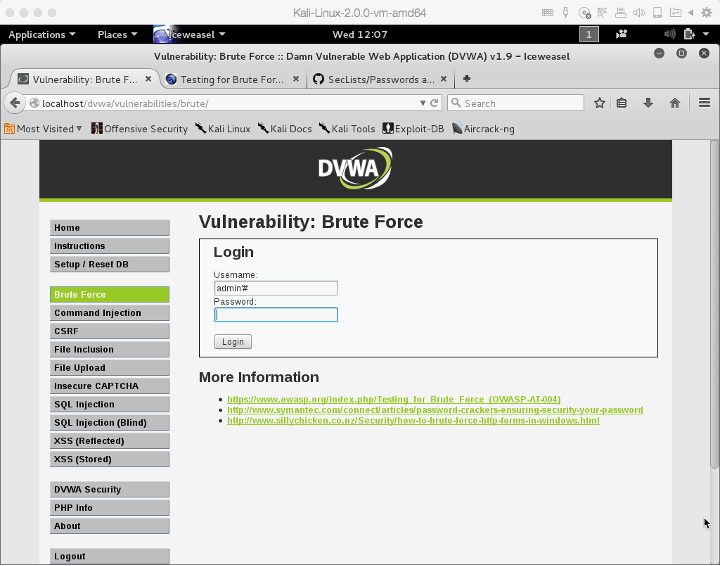 Kali-Linux-2.0.0-vm-amd64
Applications Places Iceweasel Wed 12:07 1
Vulnerability: Brute Force :: Damn Vulnerable Web Application (DVWA) v1.9 - Iceweasel
Vulnerability: Brute F... Testing for Brute For... SecLists/Passwords a...
localhost/dvwa/vulnerabilities/brute/ Search
Most Visited Offensive Security Kali Linux Kali Docs Kali Tools Exploit-DB Aircrack-ng
DVWA
Home
Instructions
Setup / Reset DB
Brute Force
Command Injection
CSRF
File Inclusion
File Upload
Insecure CAPTCHA
SQL Injection
SQL Injection (Blind)
XSS (Reflected)
XSS (Stored)
DVWA Security
PHP Info
About
Logout
Vulnerability: Brute Force
Login
Username:
admin'#
Password:
Login
More Information
https://www.owasp.org/index.php/Testing_for_Brute_Force_(OWASP-AT-004)
http://www.symantec.com/connect/articles/password-crackers-ensuring-security-your-password
http://www.sillychicken.co.nz/Security/how-to-brute-force-http-forms-in-windows.html